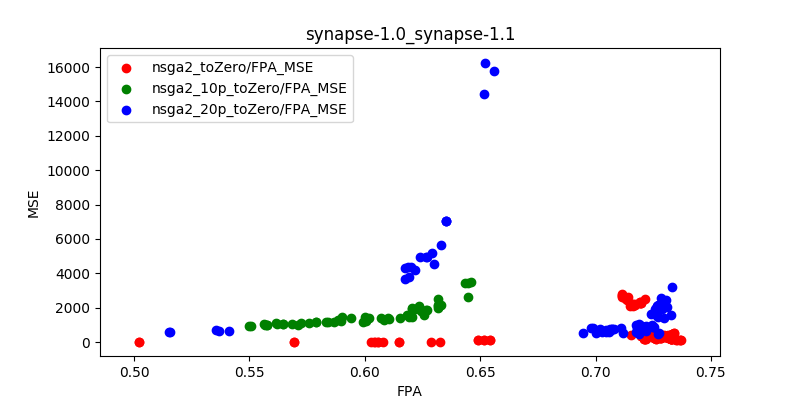 synapse-1.0_synapse-1.1
nsga2_toZero/FPA_MSE
nsga2_10p_toZero/FPA_MSE
nsga2_20p_toZero/FPA_MSE
MSE
16000
14000
12000
10000
8000
6000
4000
2000
0
0.50 0.55 0.60 0.65 0.70 0.75
FPA